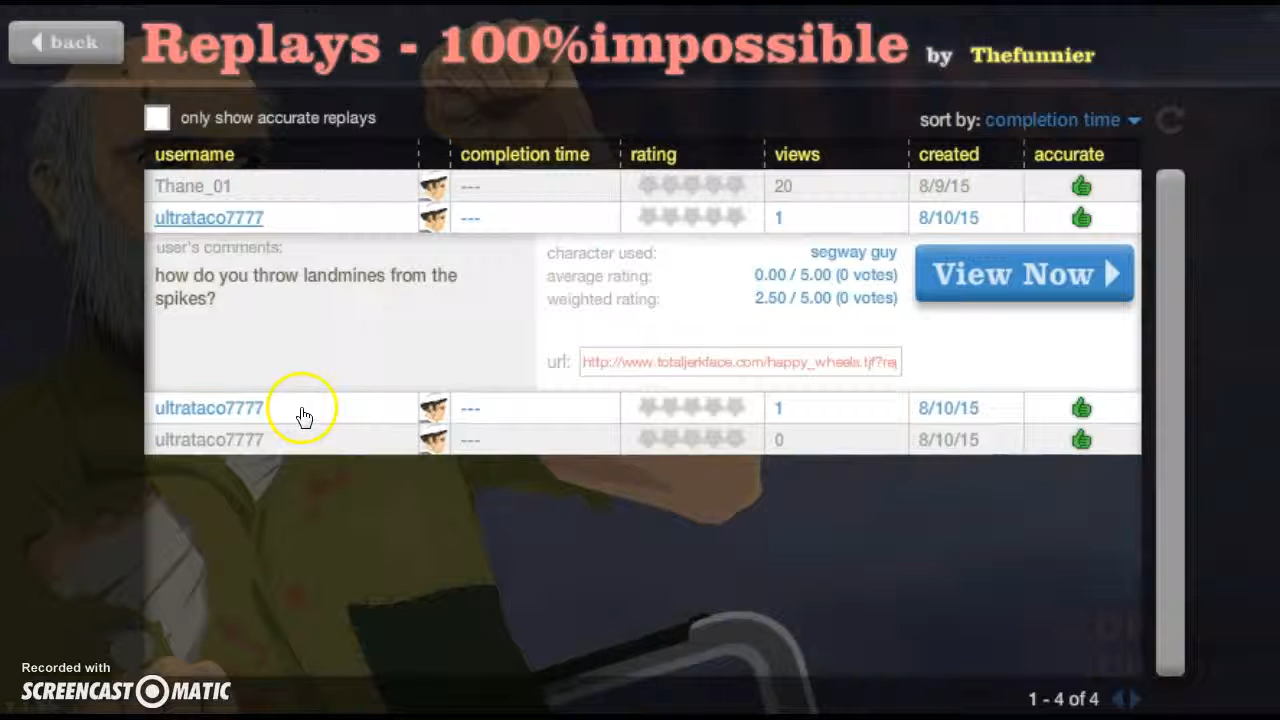 back
Replays - 100%impossible by Thefunnier
only show accurate replays
sort by: completion time
username completion time rating views created accurate
Thane_01 --- 20 8/9/15
ultrataco7777 --- 1 8/10/15
user's comments:
how do you throw landmines from the
spikes?
character used: segway guy
average rating: 0.00 / 5.00 (0 votes)
weighted rating: 2.50 / 5.00 (0 votes)
View Now
url: http://www.totaljerkface.com/happy_wheels.tjf?re
ultrataco7777 --- 1 8/10/15
ultrataco7777 --- 0 8/10/15
Recorded with
SCREENCAST-O-MATIC
1 - 4 of 4